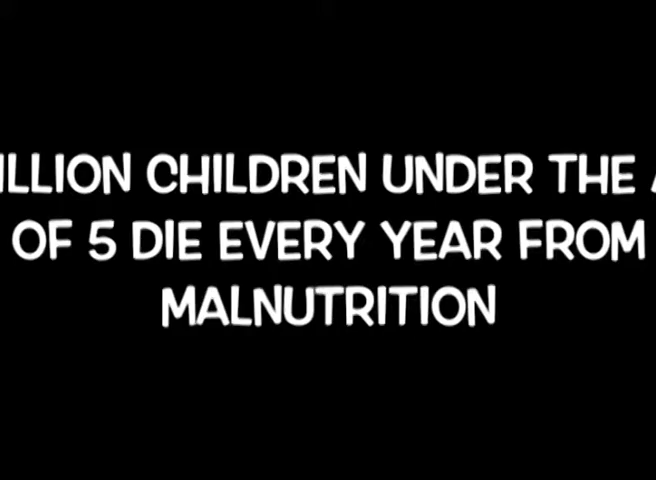 ILLION CHILDREN UNDER THE A
OF 5 DIE EVERY YEAR FROM
MALNUTRITION